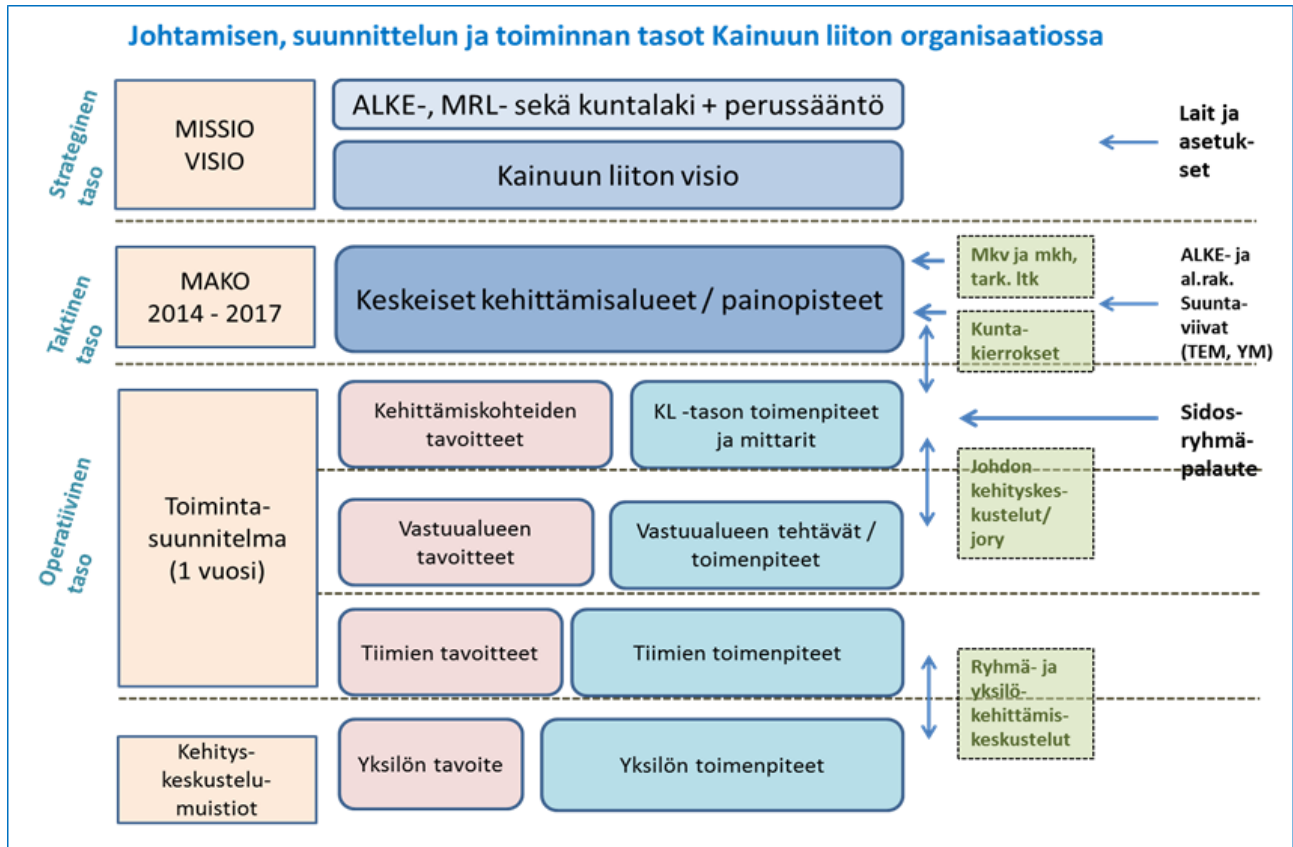 Johtamisen, suunnittelun ja toiminnan tasot Kainuun liiton organisaatiossa
Strateginen
taso
MISSIO
VISIO
ALKE-, MRL- sekä kuntalaki + perussääntö
Kainuun liiton visio
Lait ja
asetuk-
set
Taktinen
taso
MAKO
2014 - 2017
Keskeiset kehittämisalueet / painopisteet
Mkv ja mkh,
tark. ltk
Kunta-
kierrokset
ALKE- ja
al.rak.
Suunta-
viivat
(TEM, YM)
Operatiivinen
taso
Toiminta-
suunnitelma
(1 vuosi)
Kehittämiskohteiden
tavoitteet
KL -tason toimenpiteet
ja mittarit
Sidos-
ryhmä-
palaute
Vastuualueen
tavoitteet
Vastuualueen tehtävät /
toimenpiteet
Johdon
kehityskes-
kustelut/
jory
Tiimien tavoitteet
Tiimien toimenpiteet
Ryhmä- ja
yksilö-
kehittämis-
keskustelut
Kehitys-
keskustelu-
muistiot
Yksilön tavoite
Yksilön toimenpiteet